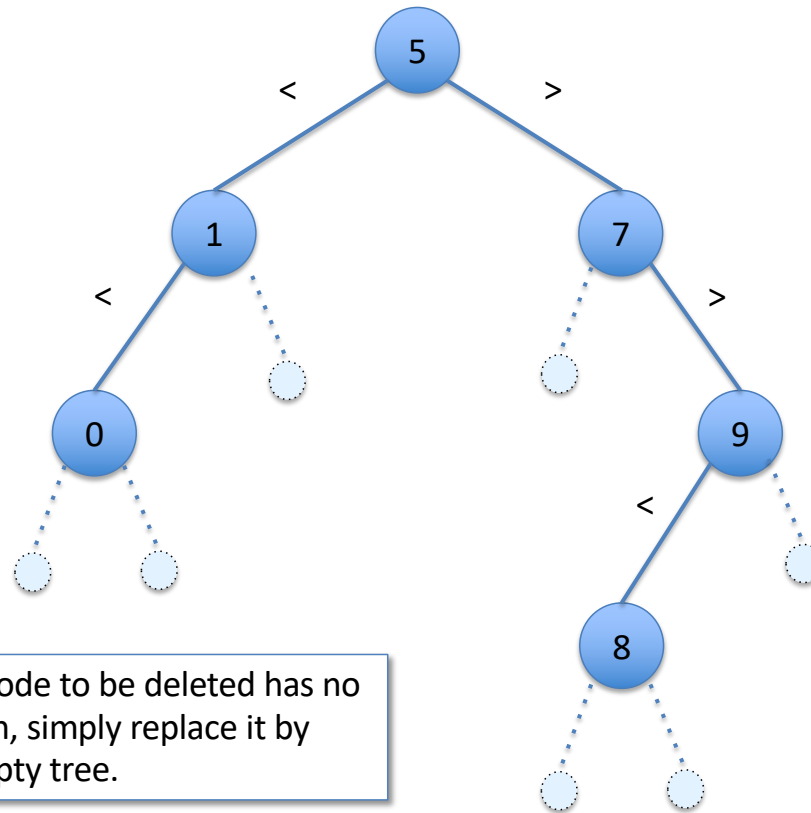 5
< >
1 7
< >
0 9
<
8
ode to be deleted has no
, simply replace it by
pty tree.